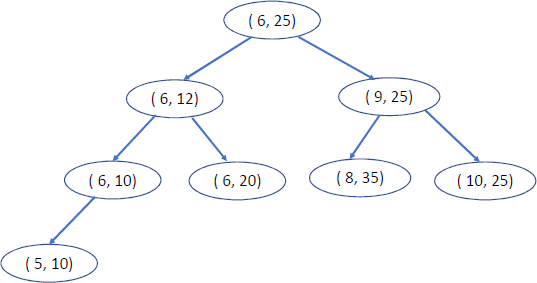 ( 6, 25)
( 6, 12)
( 9, 25)
( 6, 10)
( 6, 20)
( 8, 35)
( 10, 25)
( 5, 10)